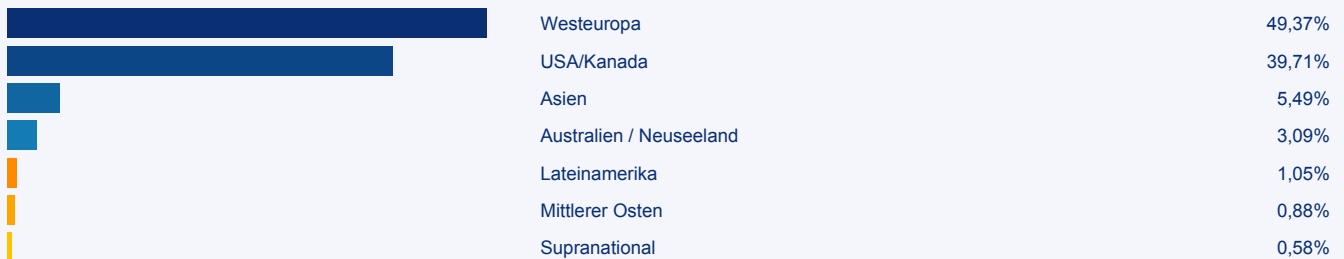 Westeuropa 49,37%
USA/Kanada 39,71%
Asien 5,49%
Australien / Neuseeland 3,09%
Lateinamerika 1,05%
Mittlerer Osten 0,88%
Supranational 0,58%